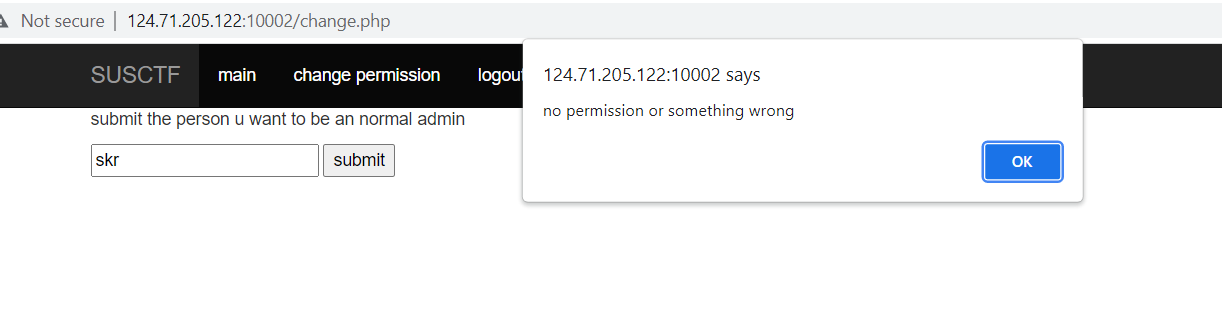 Not secure | 124.71.205.122:10002/change.php
SUSCTF main change permission logou
124.71.205.122:10002 says
no permission or something wrong
OK
submit the person u want to be an normal admin
skr submit